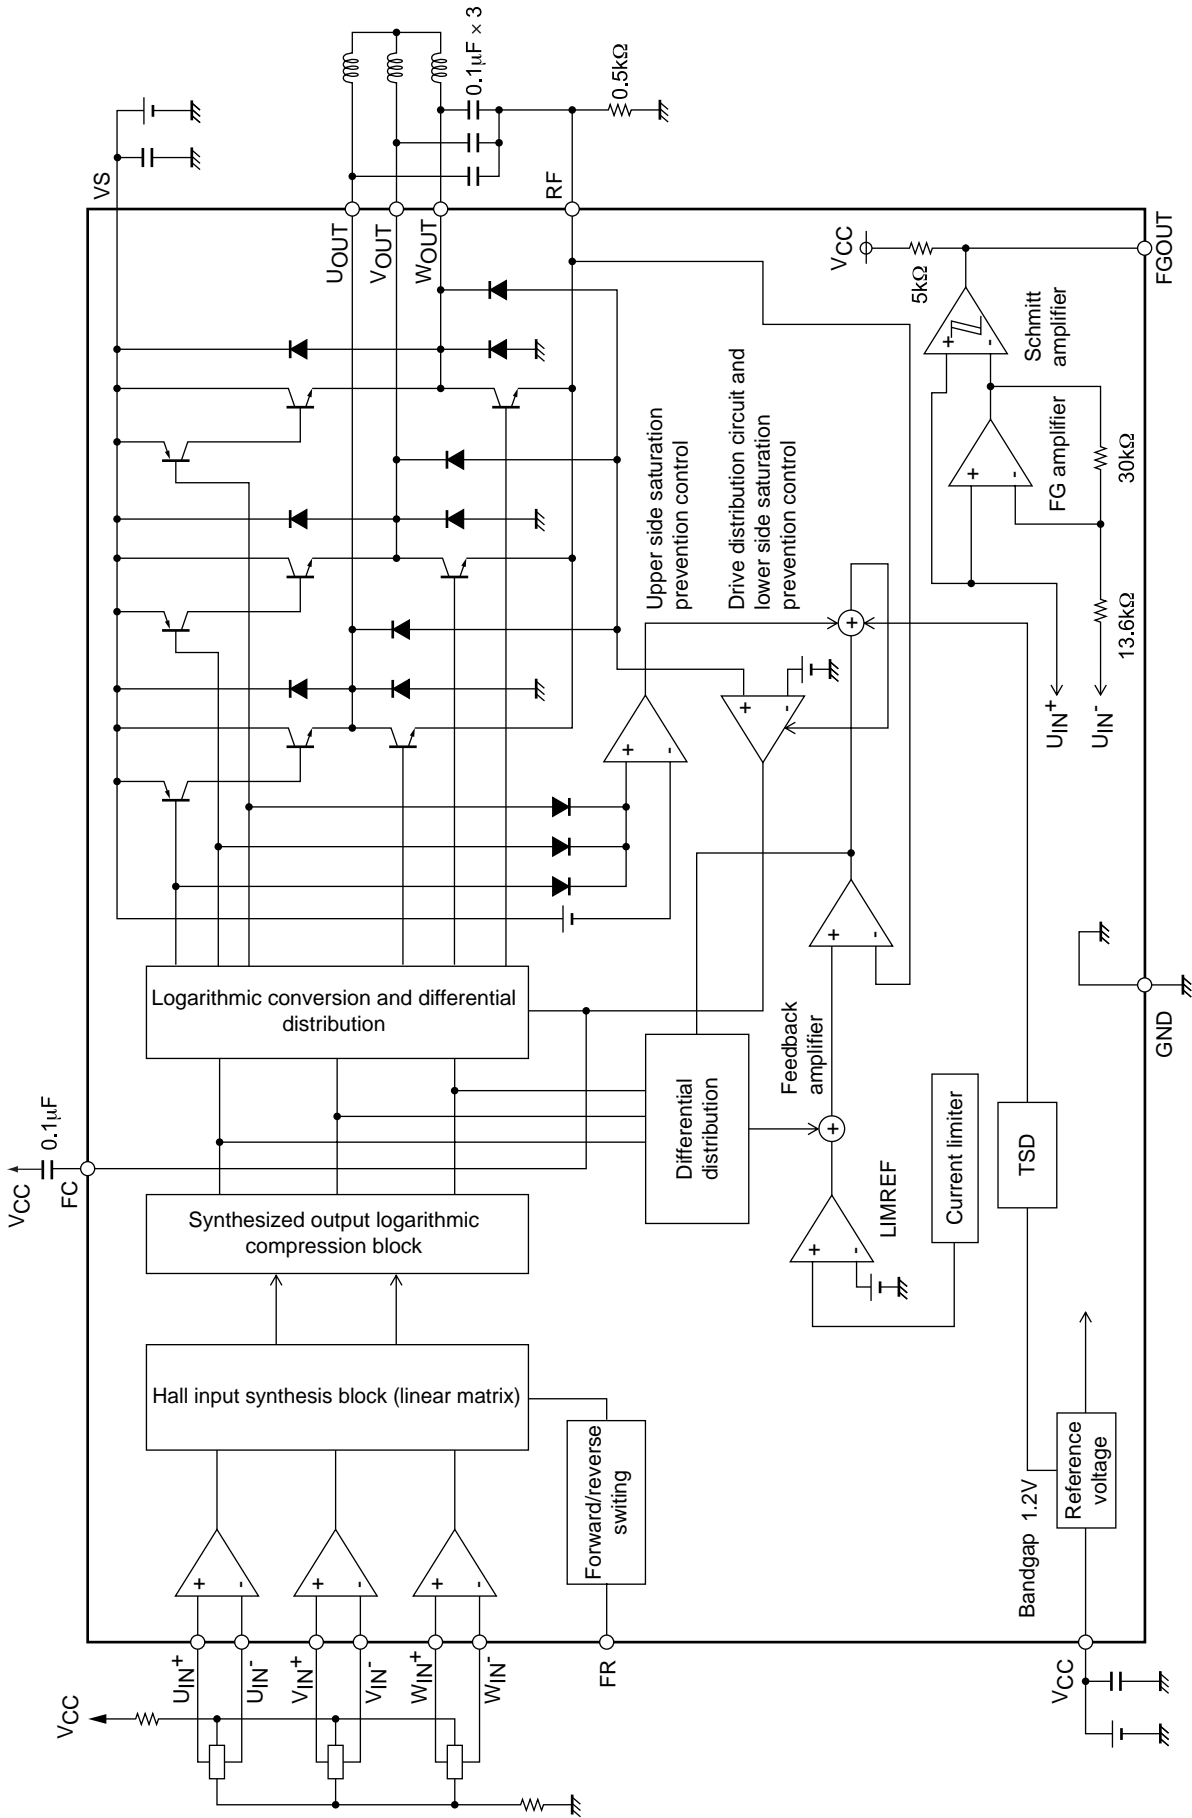 VS
0.1µF × 3
0.5kΩ
RF
UOUT
VOUT
WOUT
VCC
5kΩ
FGOUT
Schmitt
amplifier
+
-
FG amplifier
+
-
30kΩ
13.6kΩ
UIN+
UIN-
Upper side saturation
prevention control
Drive distribution circuit and
lower side saturation
prevention control
+
-
+
-
+
Logarithmic conversion and differential
distribution
Differential
distribution
Feedback
amplifier
+
-
+
GND
VCC
0.1µF
FC
Synthesized output logarithmic
compression block
LIMREF
+
-
Current limiter
TSD
Hall input synthesis block (linear matrix)
Forward/reverse
switing
Bandgap 1.2V
Reference
voltage
+
-
+
-
+
-
UIN+
UIN-
VIN+
VIN-
WIN+
WIN-
FR
VCC
VCC